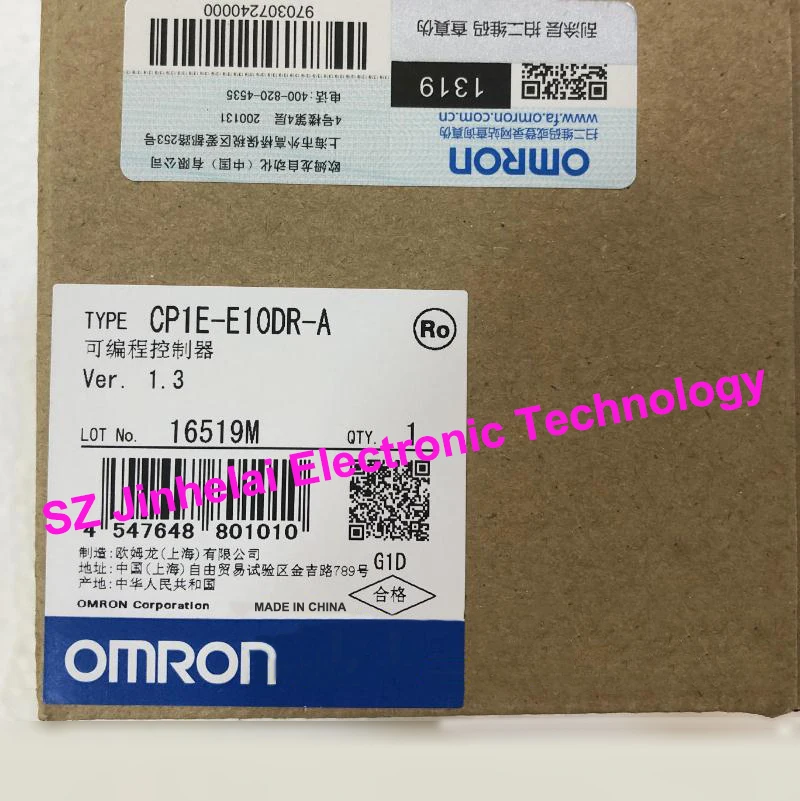 欧姆龙自动化（中国）有限公司
上海市外高桥保税区爱都路253号
4号楼第4层 200131
电话:400-820-4535
970307240000
OMRON
扫二维码或登录网站查询真伪
www.fa.omron.com.cn
1319
刮涂层 拍二维码 查真伪
TYPE CP1E-E10DR-A
Ro
可编程控制器
Ver. 1.3
LOT No. 16519M QTY. 1
SZ Jinhelai Electronic Technology
4 547648 801010
制造:欧姆龙(上海)有限公司
地址:中国(上海)自由贸易试验区金吉路789号
G1D
产地:中华人民共和国
合格
OMRON Corporation MADE IN CHINA
OMRON